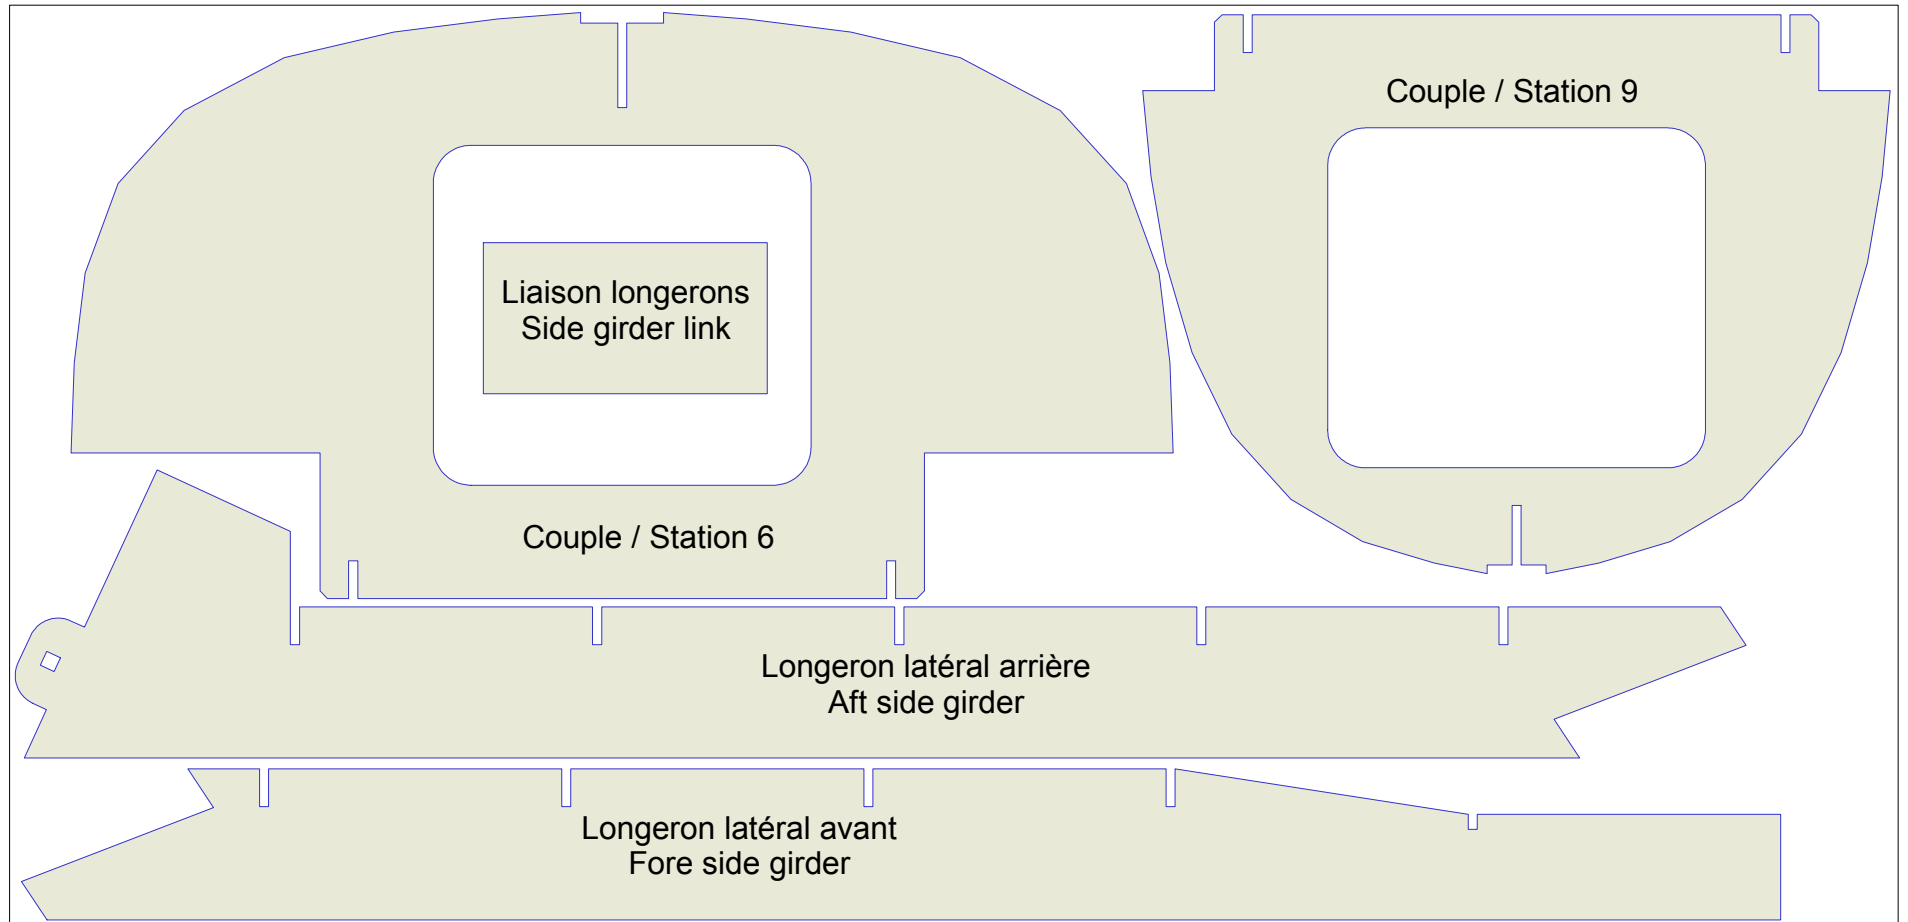 Couple / Station 9
Liaison longerons
Side girder link
Couple / Station 6
Longeron latéral arrière
Aft side girder
Longeron latéral avant
Fore side girder